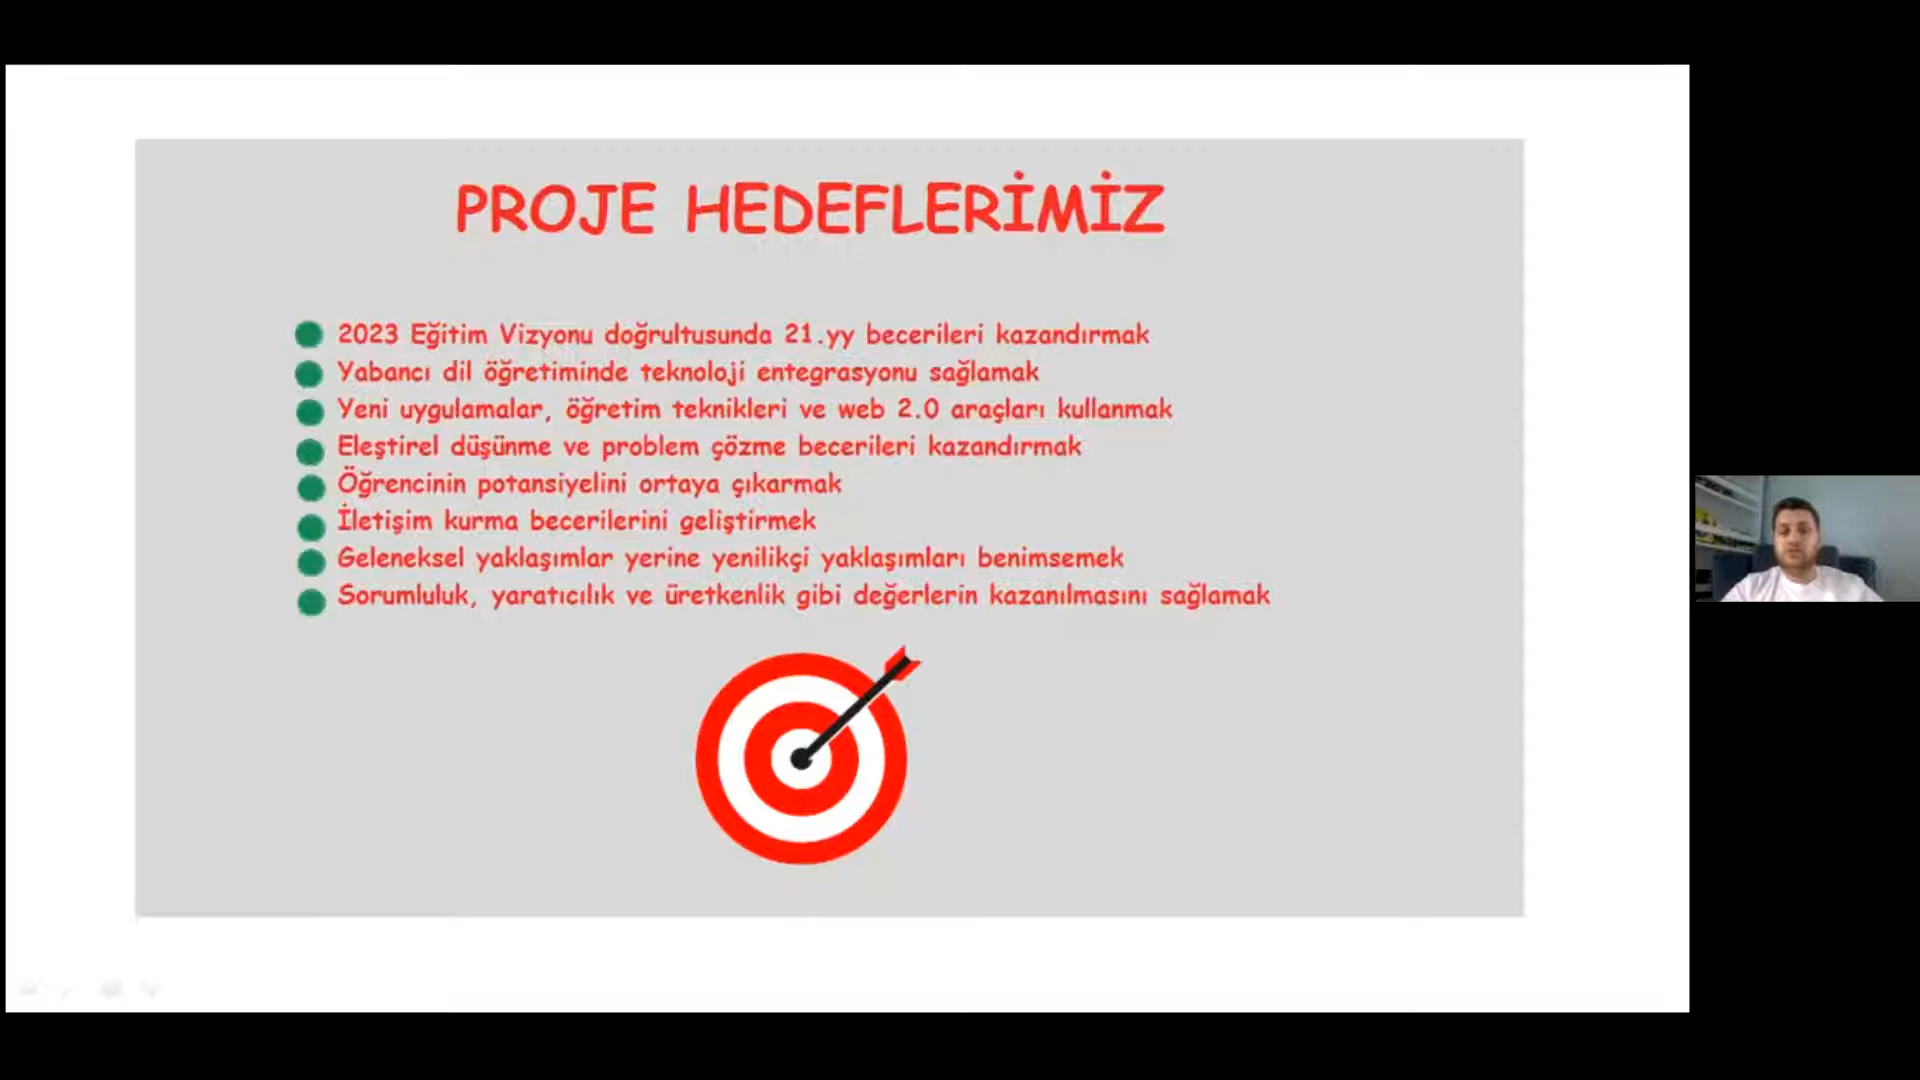 PROJE HEDEFLERİMİZ
2023 Eğitim Vizyonu doğrultusunda 21.yy becerileri kazandırmak
Yabancı dil öğretiminde teknoloji entegrasyonu sağlamak
Yeni uygulamalar, öğretim teknikleri ve web 2.0 araçları kullanmak
Eleştirel düşünme ve problem çözme becerileri kazandırmak
Öğrencinin potansiyelini ortaya çıkarmak
İletişim kurma becerilerini geliştirmek
Geleneksel yaklaşımlar yerine yenilikçi yaklaşımları benimsemek
Sorumluluk, yaratıcılık ve üretkenlik gibi değerlerin kazanılmasını sağlamak